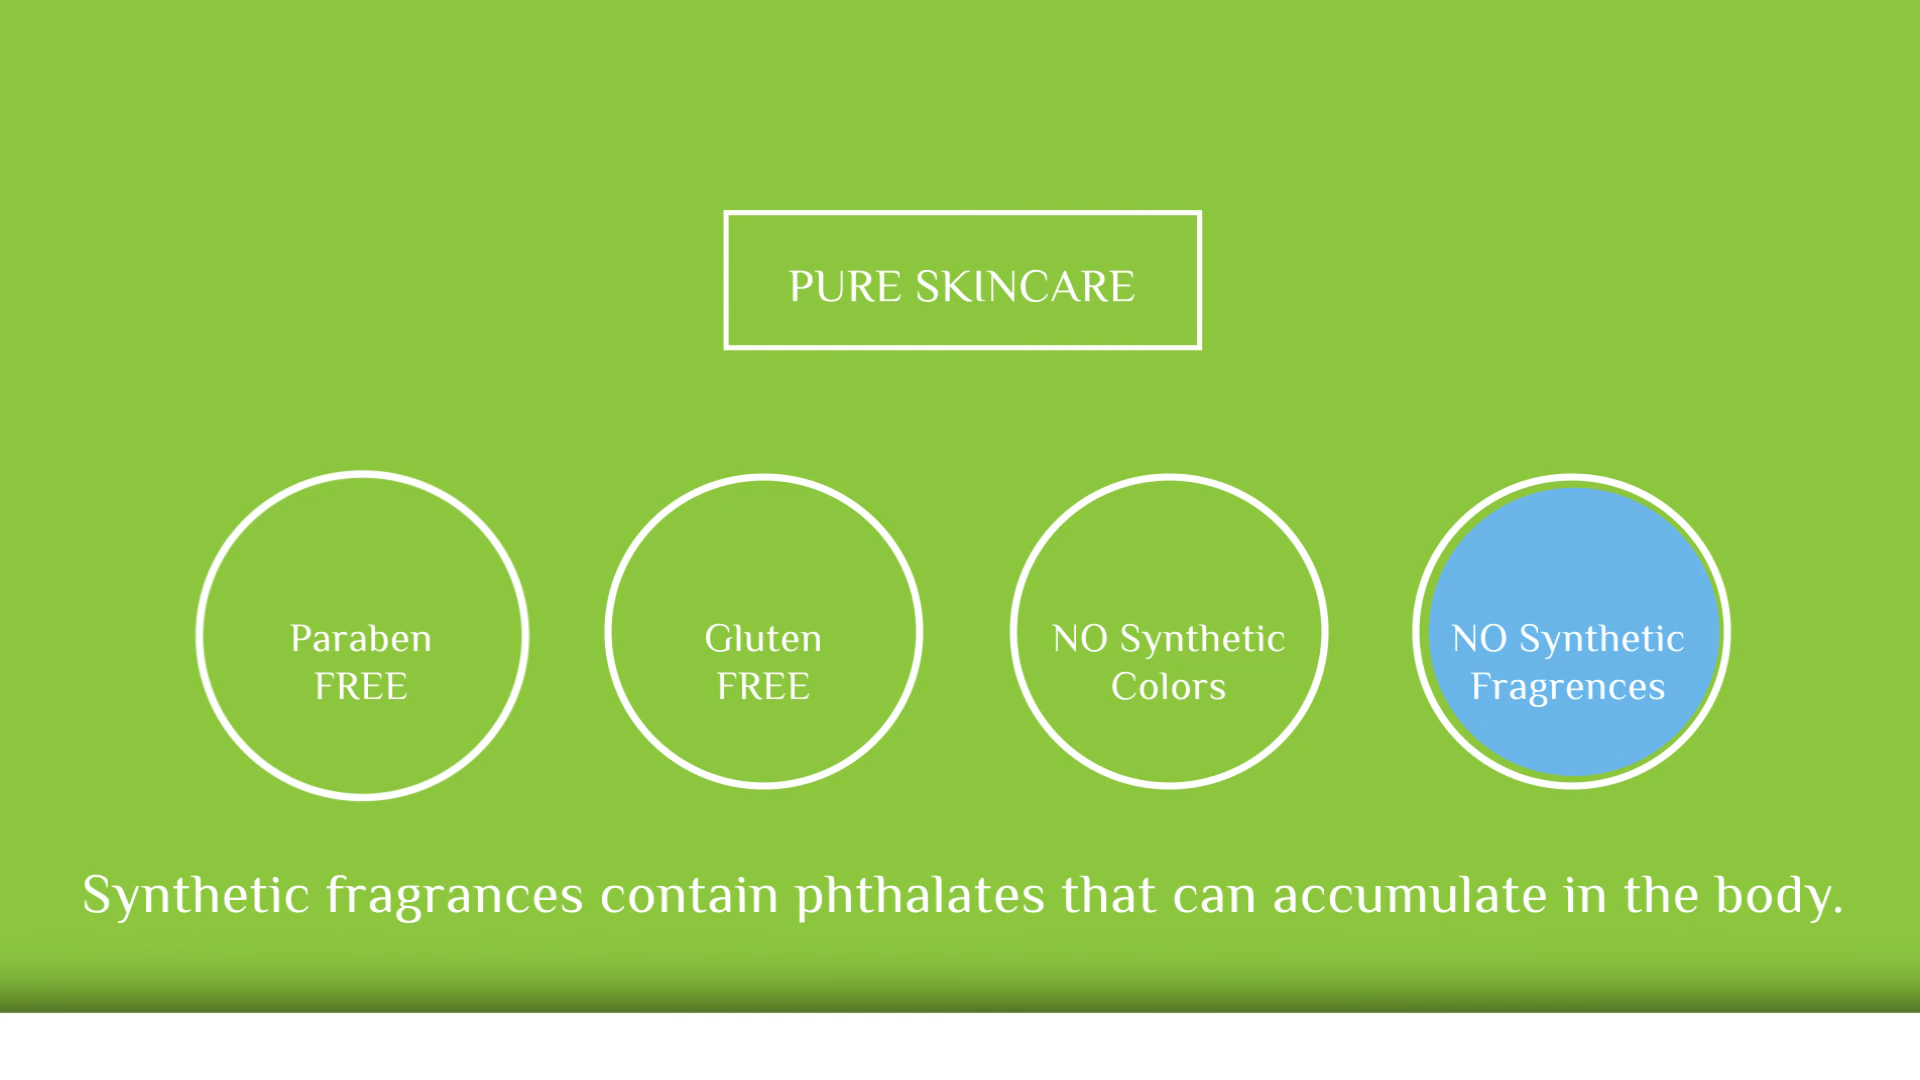 PURE SKINCARE
Paraben
FREE
Gluten
FREE
NO Synthetic
Colors
NO Synthetic
Fragrences
Synthetic fragrances contain phthalates that can accumulate in the body.